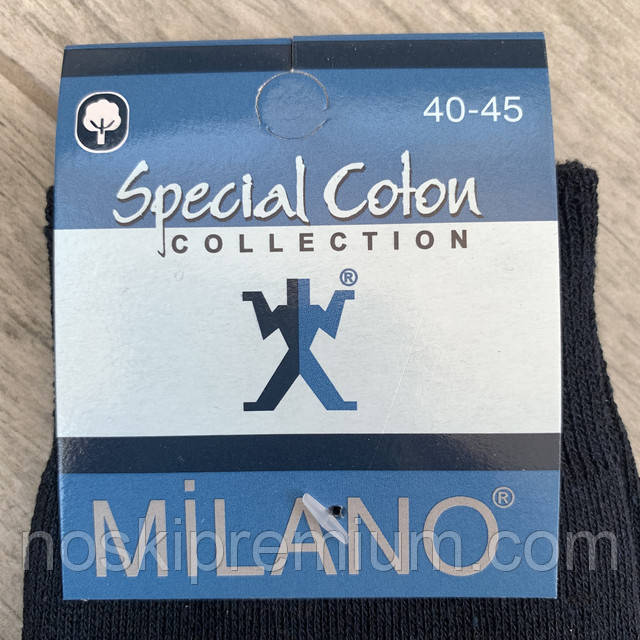 40-45
Special Coton
COLLECTION
®
MiLANO®
noskipremium.com